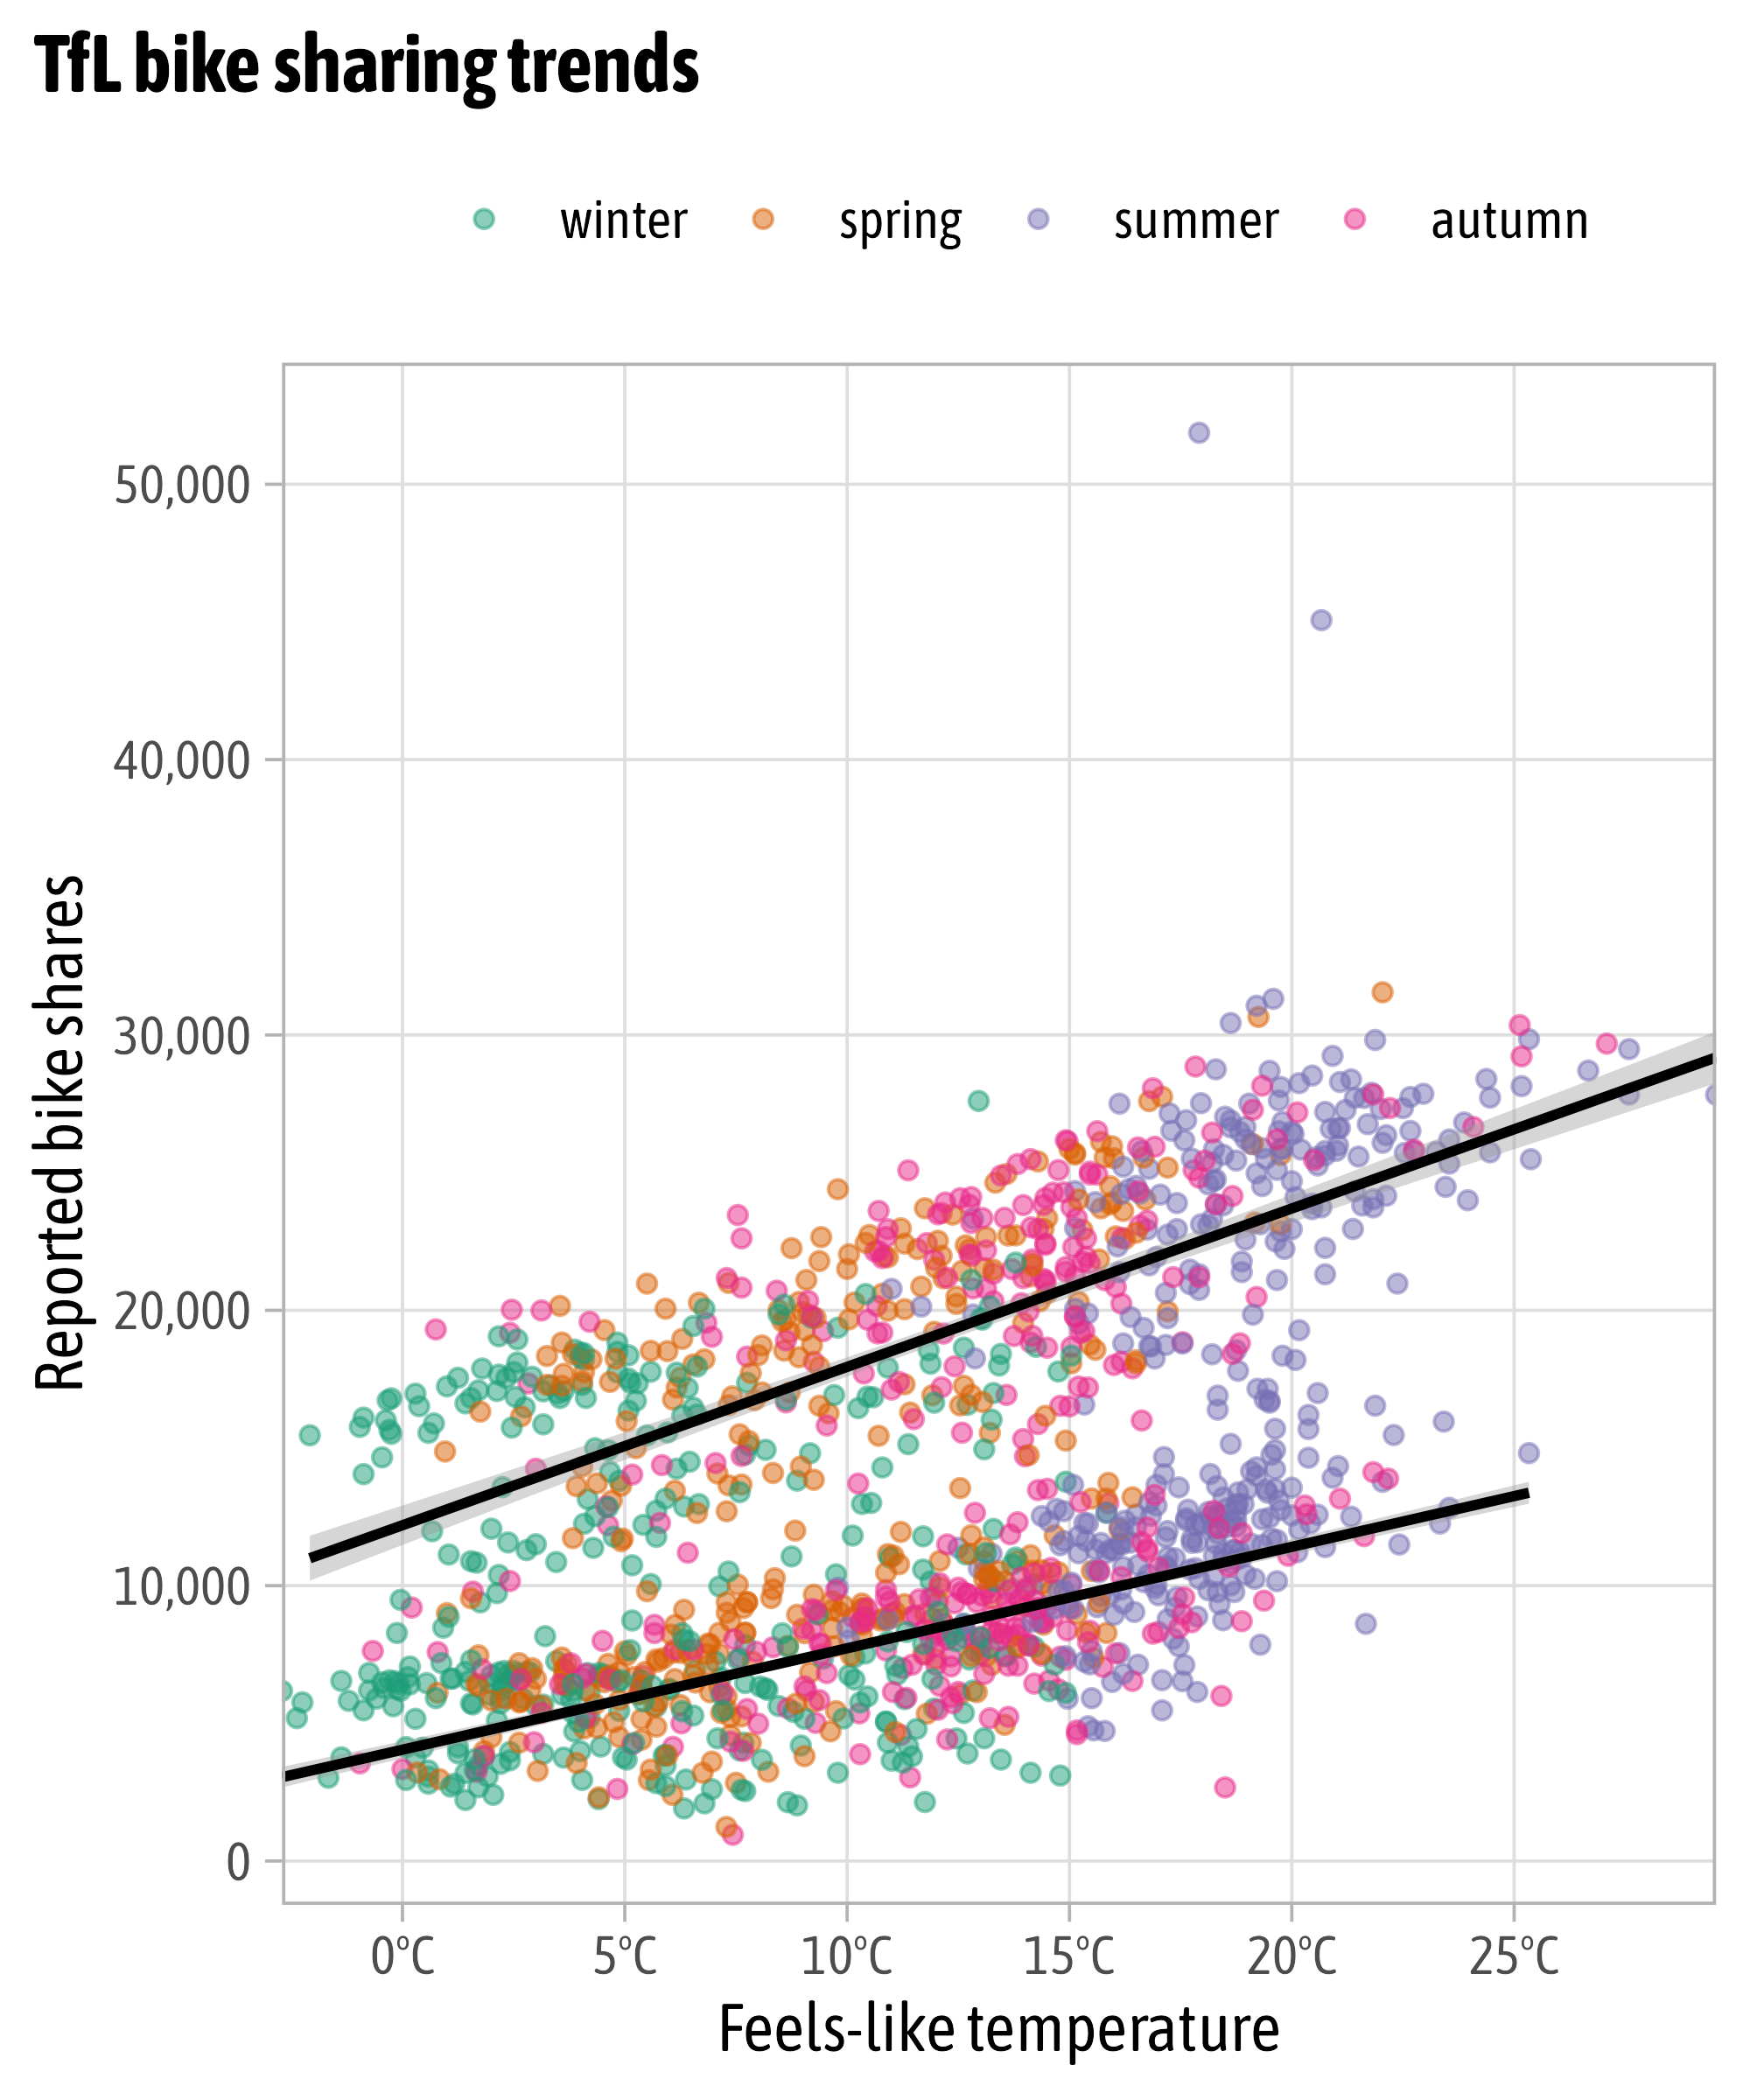 TfL bike sharing trends
winter spring summer autumn
50,000
40,000
30,000
20,000
10,000
0
Reported bike shares
0°C 5°C 10°C 15°C 20°C 25°C
Feels-like temperature